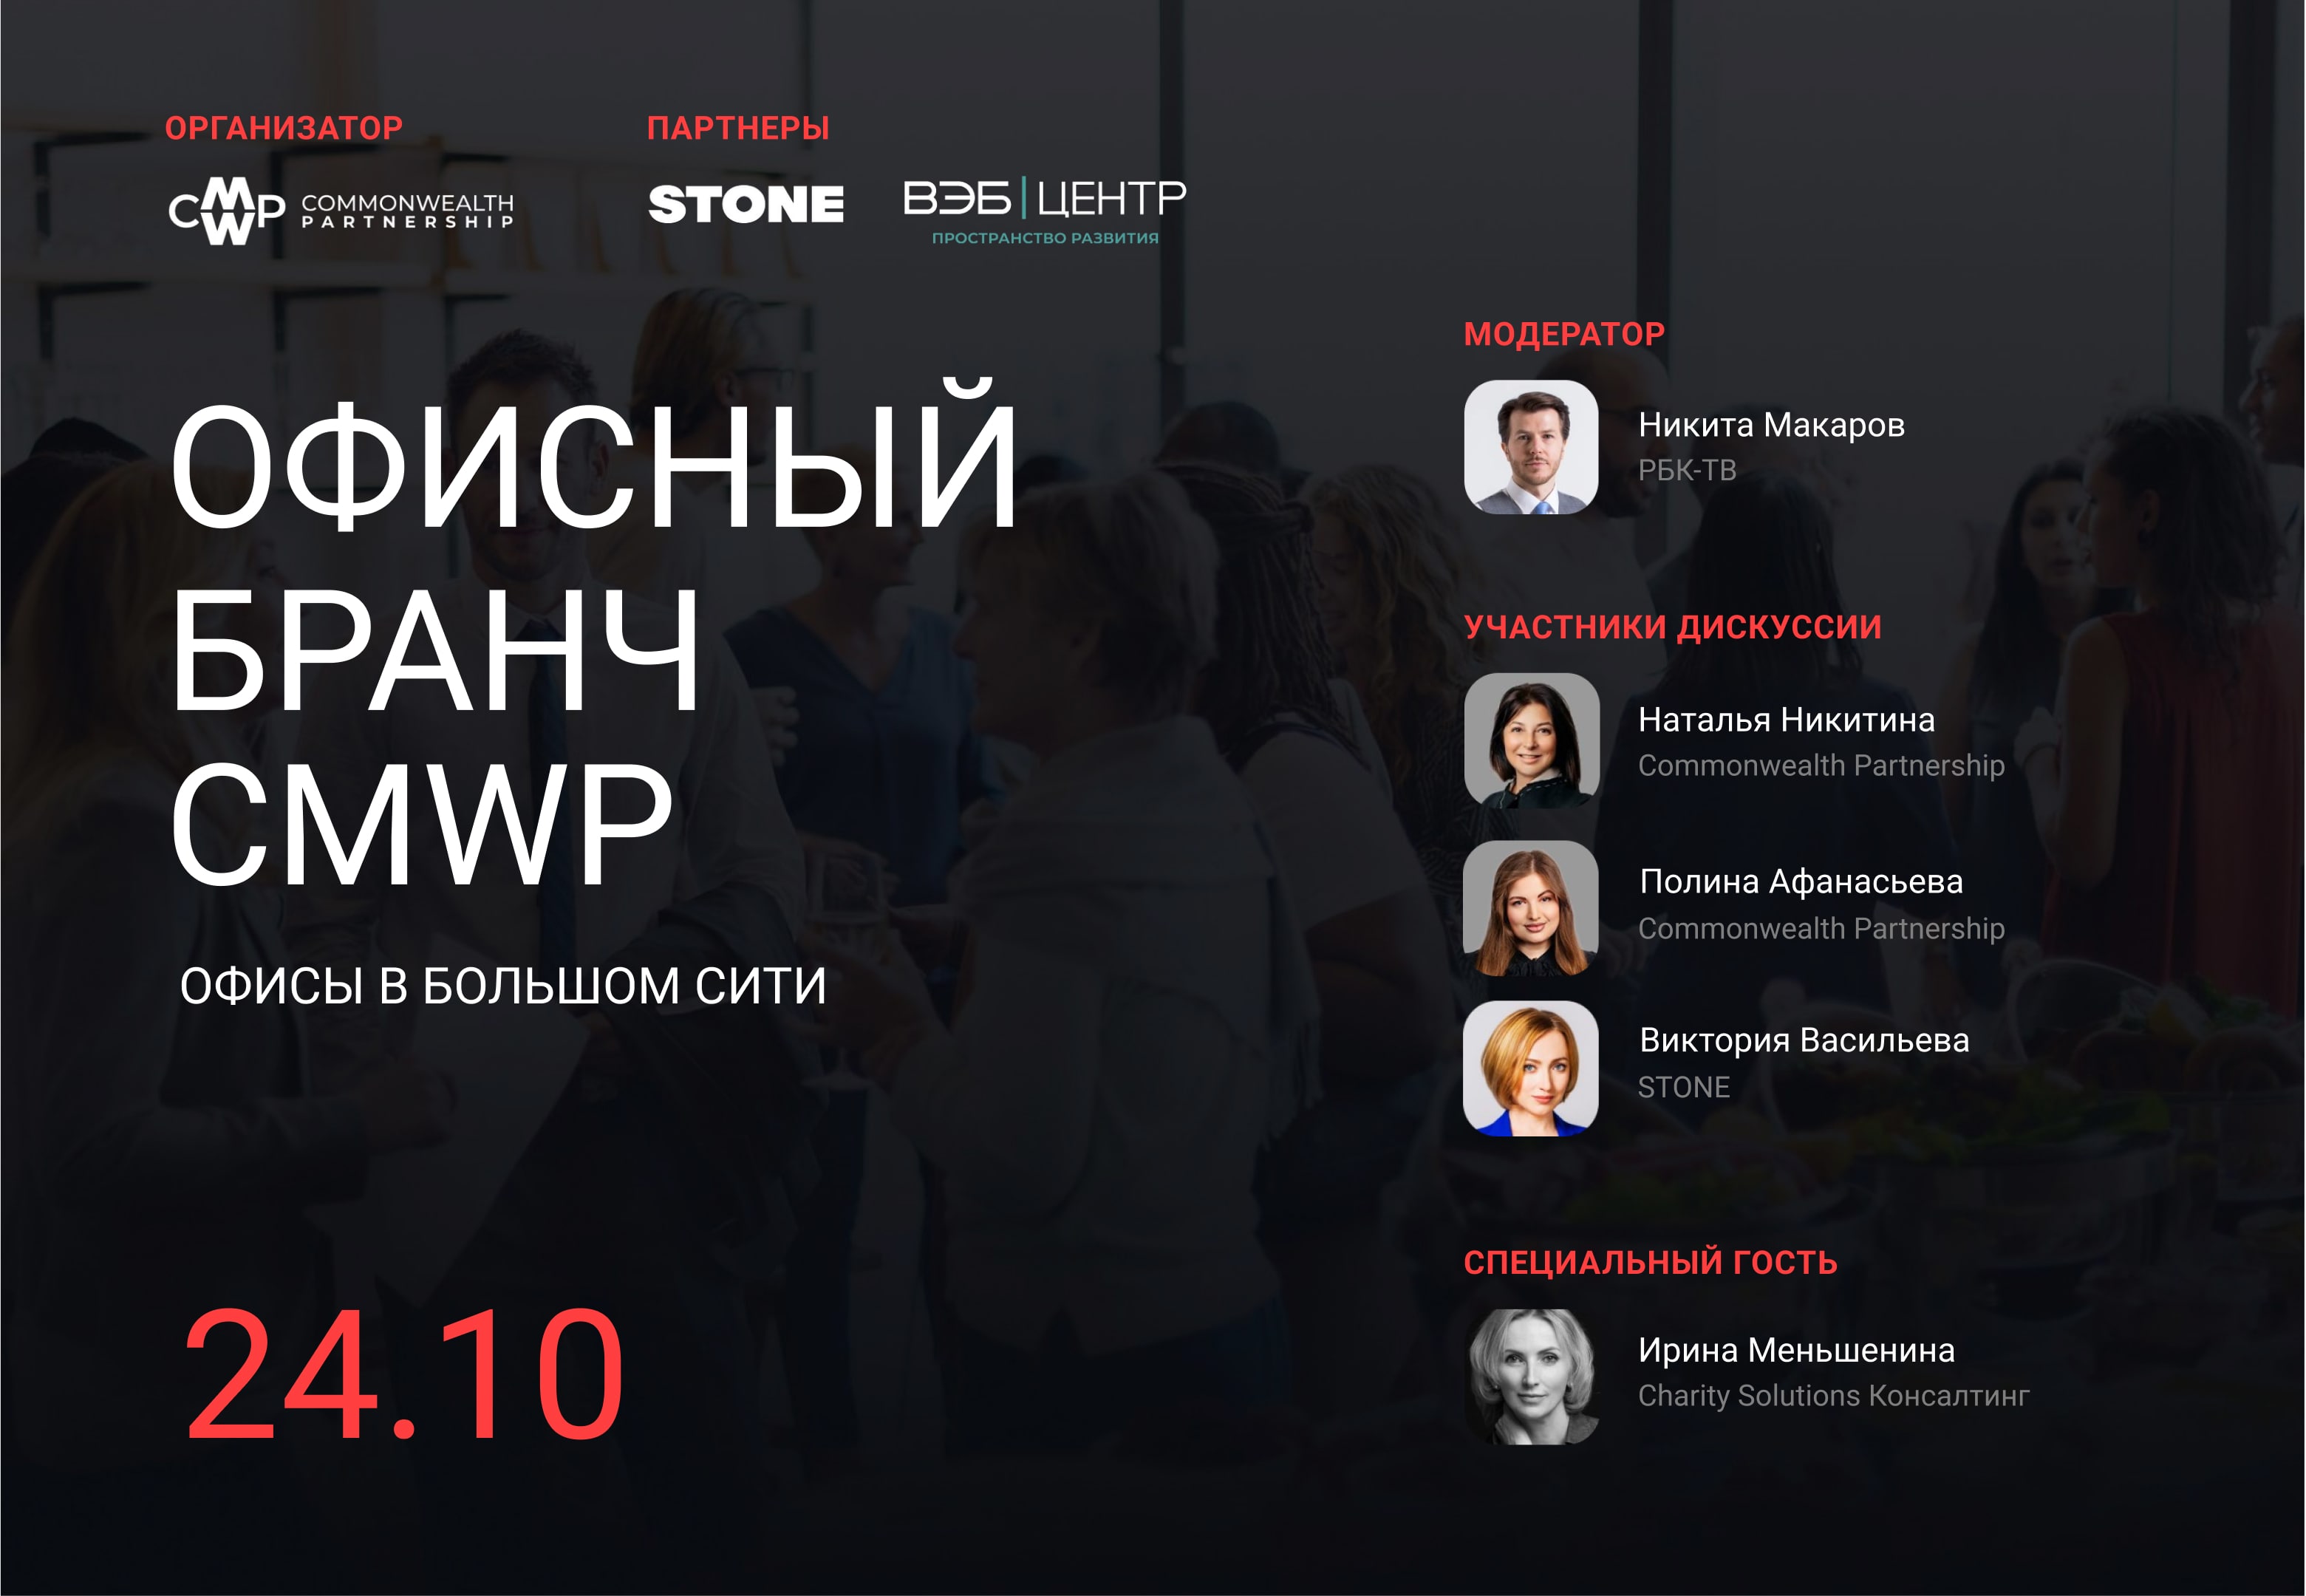 ОРГАНИЗАТОР
CMWP COMMONWEALTH
PARTNERSHIP
ПАРТНЕРЫ
STONE
ВЭБ|ЦЕНТР
ПРОСТРАНСТВО РАЗВИТИЯ
ОФИСНЫЙ
БРАНЧ
CMWP
ОФИСЫ В БОЛЬШОМ СИТИ
24.10
МОДЕРАТОР
Никита Макаров
РБК-ТВ
УЧАСТНИКИ ДИСКУССИИ
Наталья Никитина
Commonwealth Partnership
Полина Афанасьева
Commonwealth Partnership
Виктория Васильева
STONE
СПЕЦИАЛЬНЫЙ ГОСТЬ
Ирина Меньшенина
Charity Solutions Консалтинг